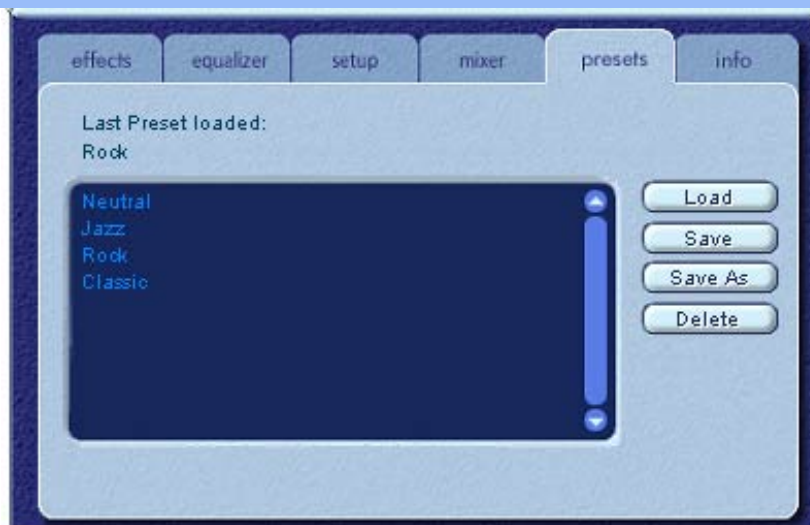 effects equalizer setup mixer presets info
Last Preset loaded:
Rock
Neutral
Jazz
Rock
Classic
Load
Save
Save As
Delete